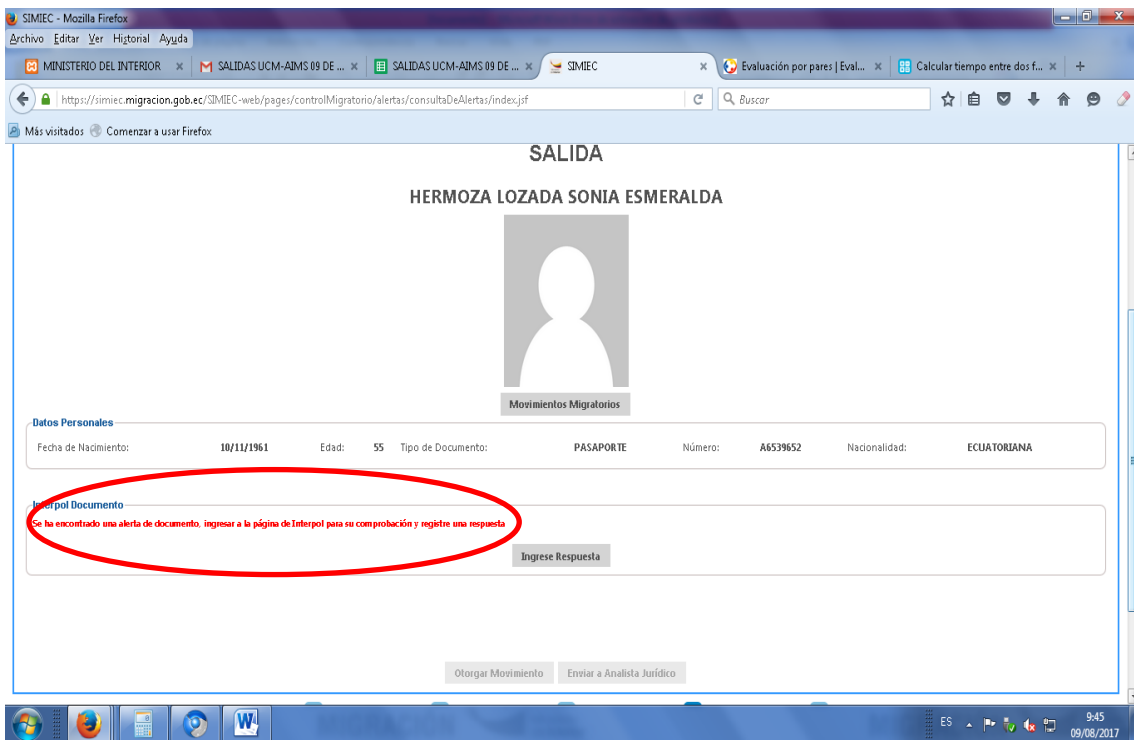 SIMIEC - Mozilla Firefox
Archivo Editar Ver Historial Ayuda
MINISTERIO DEL INTERIOR
SALIDAS UCM-AIMS 09 DE ...
SALIDAS UCM-AIMS 09 DE ...
SIMIEC
Evaluación por pares | Eval...
Calcular tiempo entre dos f...
https://simiec.migracion.gob.ec/SIMIEC-web/pages/controlMigratorio/alertas/consultaDeAlertas/index.jsf
Buscar
Más visitados Comenzar a usar Firefox
SALIDA
HERMOZA LOZADA SONIA ESMERALDA
Movimientos Migratorios
Datos Personales
Fecha de Nacimiento: 10/11/1961 Edad: 55 Tipo de Documento: PASAPORTE Número: A6539652 Nacionalidad: ECUATORIANA
Interpol Documento
Se ha encontrado una alerta de documento, ingresar a la página de Interpol para su comprobación y registre una respuesta
Ingrese Respuesta
Otorgar Movimiento Enviar a Analista Jurídico
ES
9:45
09/08/2017